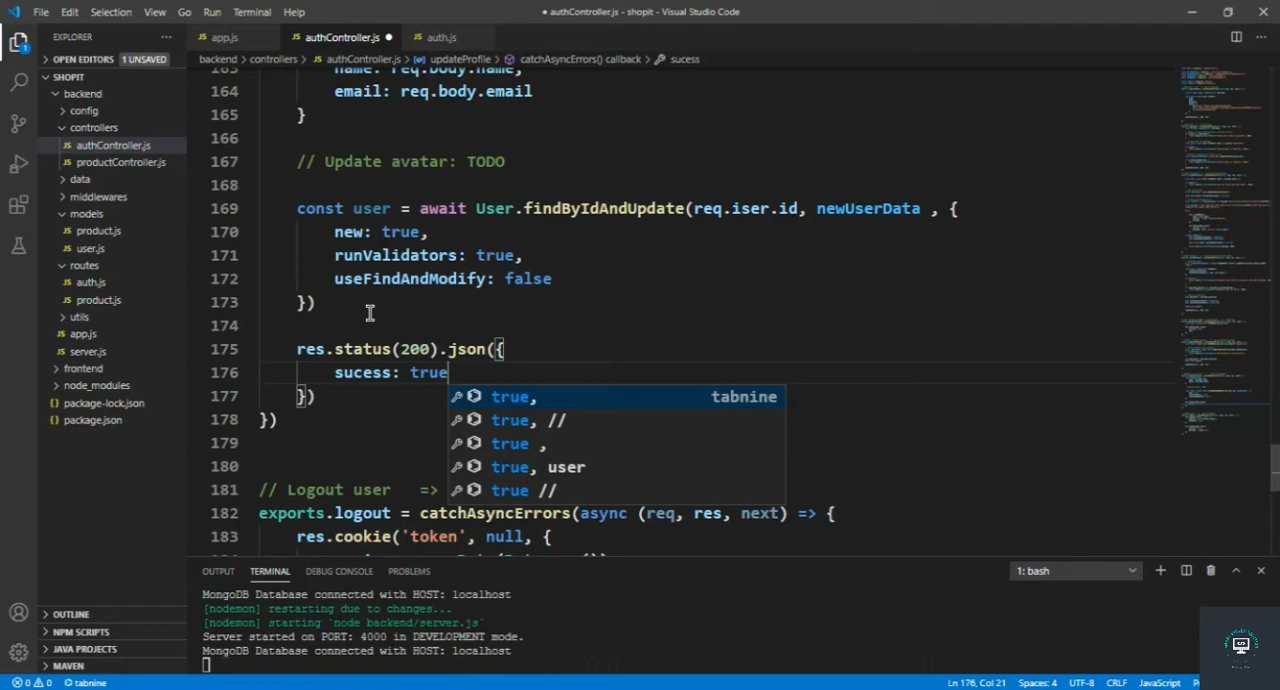 File Edit Selection View Go Run Terminal Help
● authController.js - shopit - Visual Studio Code
EXPLORER
app.js
authController.js ●
auth.js
OPEN EDITORS 1 UNSAVED
backend > controllers > authController.js > updateProfile > catchAsyncErrors() callback > sucess
SHOPIT
backend
config
controllers
authController.js
productController.js
data
middlewares
models
product.js
user.js
routes
auth.js
product.js
utils
app.js
server.js
frontend
node_modules
package-lock.json
package.json
OUTLINE
NPM SCRIPTS
JAVA PROJECTS
MAVEN
163 name: req.body.name,
164 email: req.body.email
165 }
166
167 // Update avatar: TODO
168
169 const user = await User.findByIdAndUpdate(req.iser.id, newUserData , {
170 new: true,
171 runValidators: true,
172 useFindAndModify: false
173 })
174
175 res.status(200).json({
176 sucess: true
177 })
178 })
179
180
181 // Logout user =>
182 exports.logout = catchAsyncErrors(async (req, res, next) => {
183 res.cookie('token', null, {
true, tabnine
true, //
true ,
true, user
true //
OUTPUT TERMINAL DEBUG CONSOLE PROBLEMS
1: bash
MongoDB Database connected with HOST: localhost
[nodemon] restarting due to changes...
[nodemon] starting `node backend/server.js`
Server started on PORT: 4000 in DEVELOPMENT mode.
MongoDB Database connected with HOST: localhost
0 0 tabnine
Ln 176, Col 21 Spaces: 4 UTF-8 CRLF JavaScript